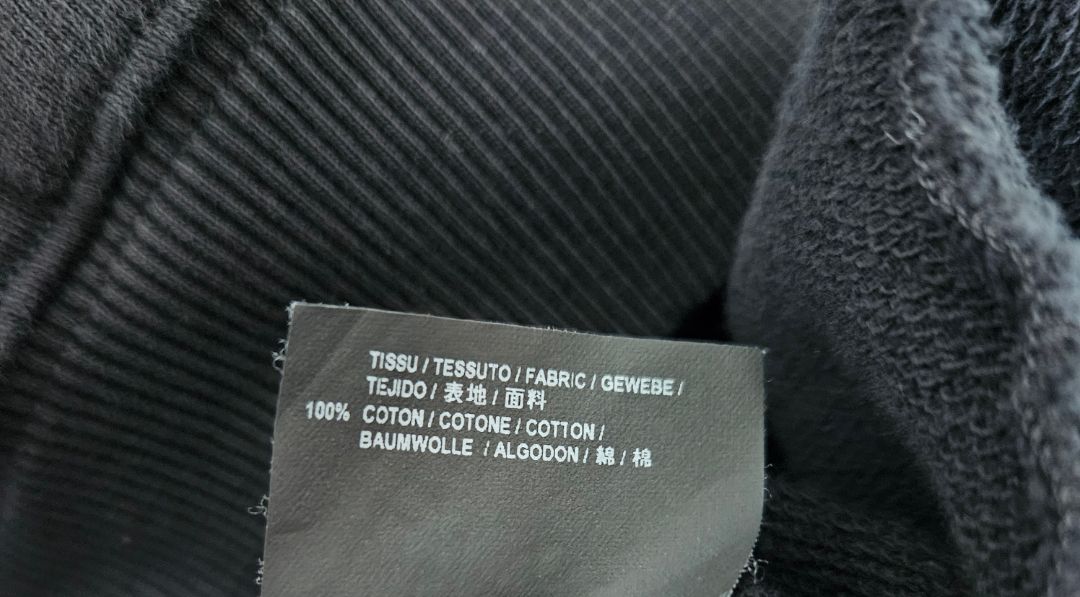 TISSU / TESSUTO / FABRIC / GEWEBE /
TEJIDO / 表地 / 面料
100% COTON / COTONE / COTTON /
BAUMWOLLE / ALGODON / 綿 / 棉